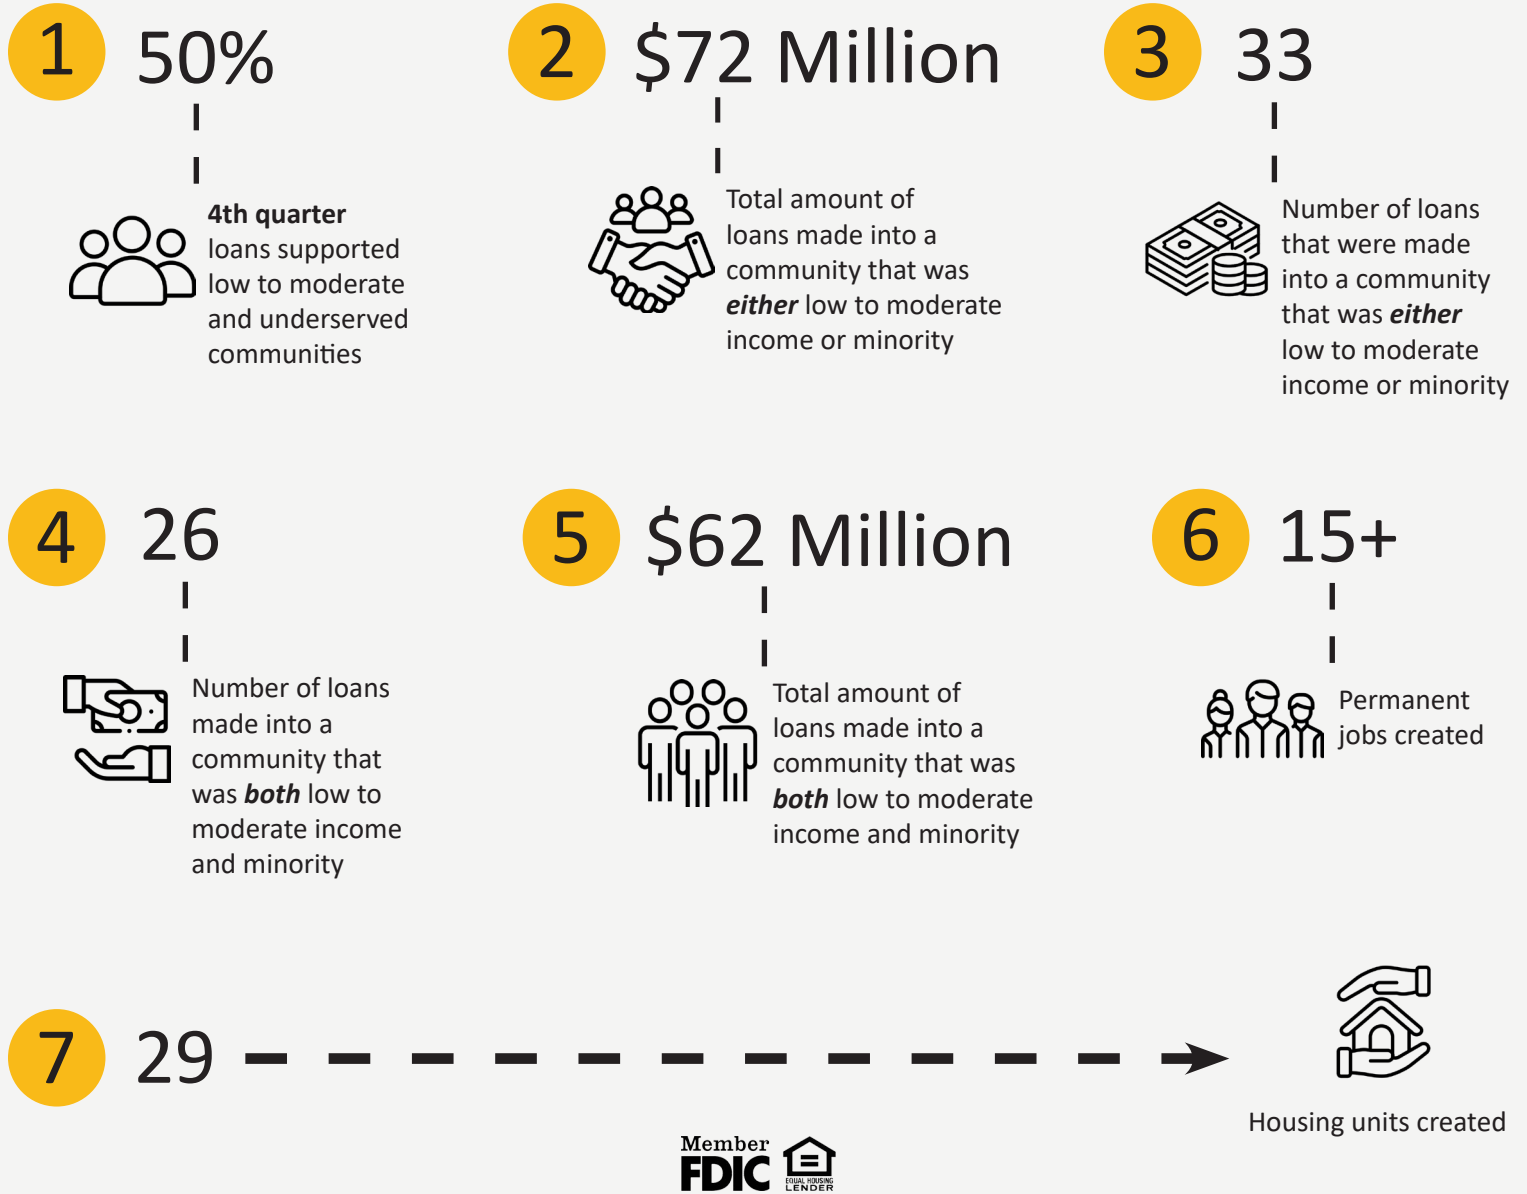 1
50%
4th quarter
loans supported
low to moderate
and underserved
communities
2
$72 Million
Total amount of
loans made into a
community that was
either low to moderate
income or minority
3
33
Number of loans
that were made
into a community
that was either
low to moderate
income or minority
4
26
Number of loans
made into a
community that
was both low to
moderate income
and minority
5
$62 Million
Total amount of
loans made into a
community that was
both low to moderate
income and minority
6
15+
Permanent
jobs created
7
29
Housing units created
Member
FDIC
EQUAL HOUSING
LENDER